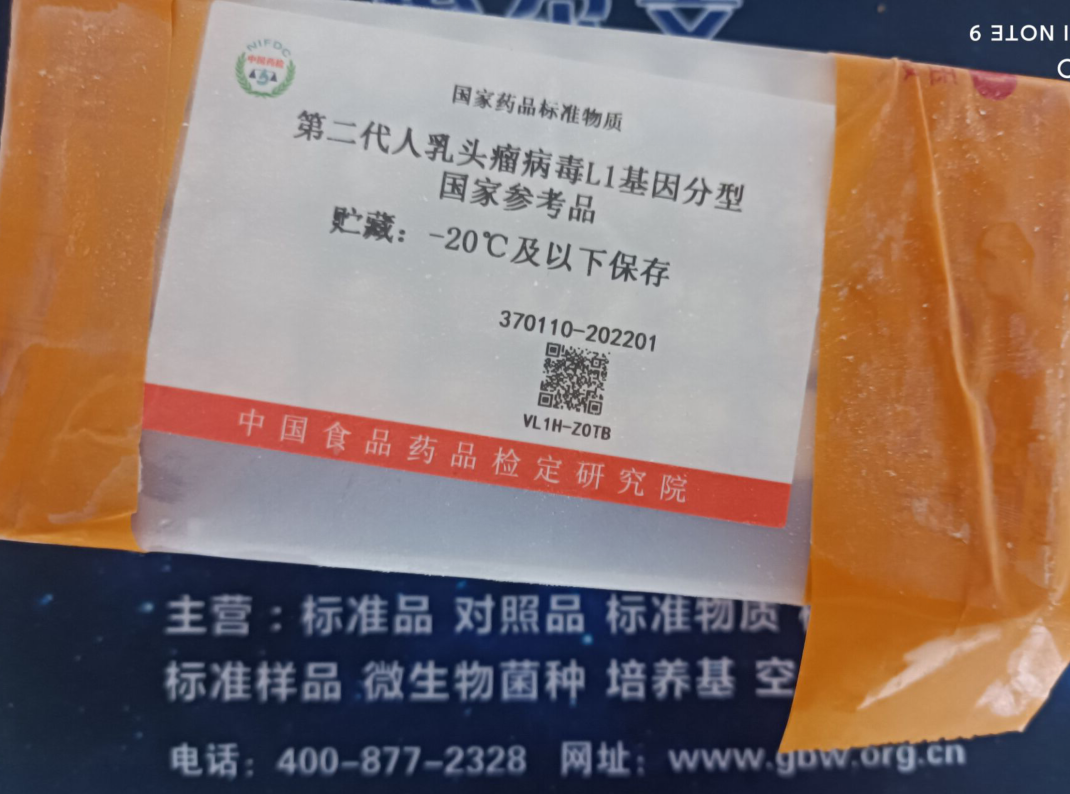 NOTE 9
NIFDC
中国药检
国家药品标准物质
第二代人乳头瘤病毒L1基因分型
国家参考品
贮藏：-20℃及以下保存
370110-202201
VL1H-Z0TB
中国食品药品检定研究院
主营：标准品 对照品 标准物质
标准样品 微生物菌种 培养基 空
电话：400-877-2328 网址：www.gbw.org.cn